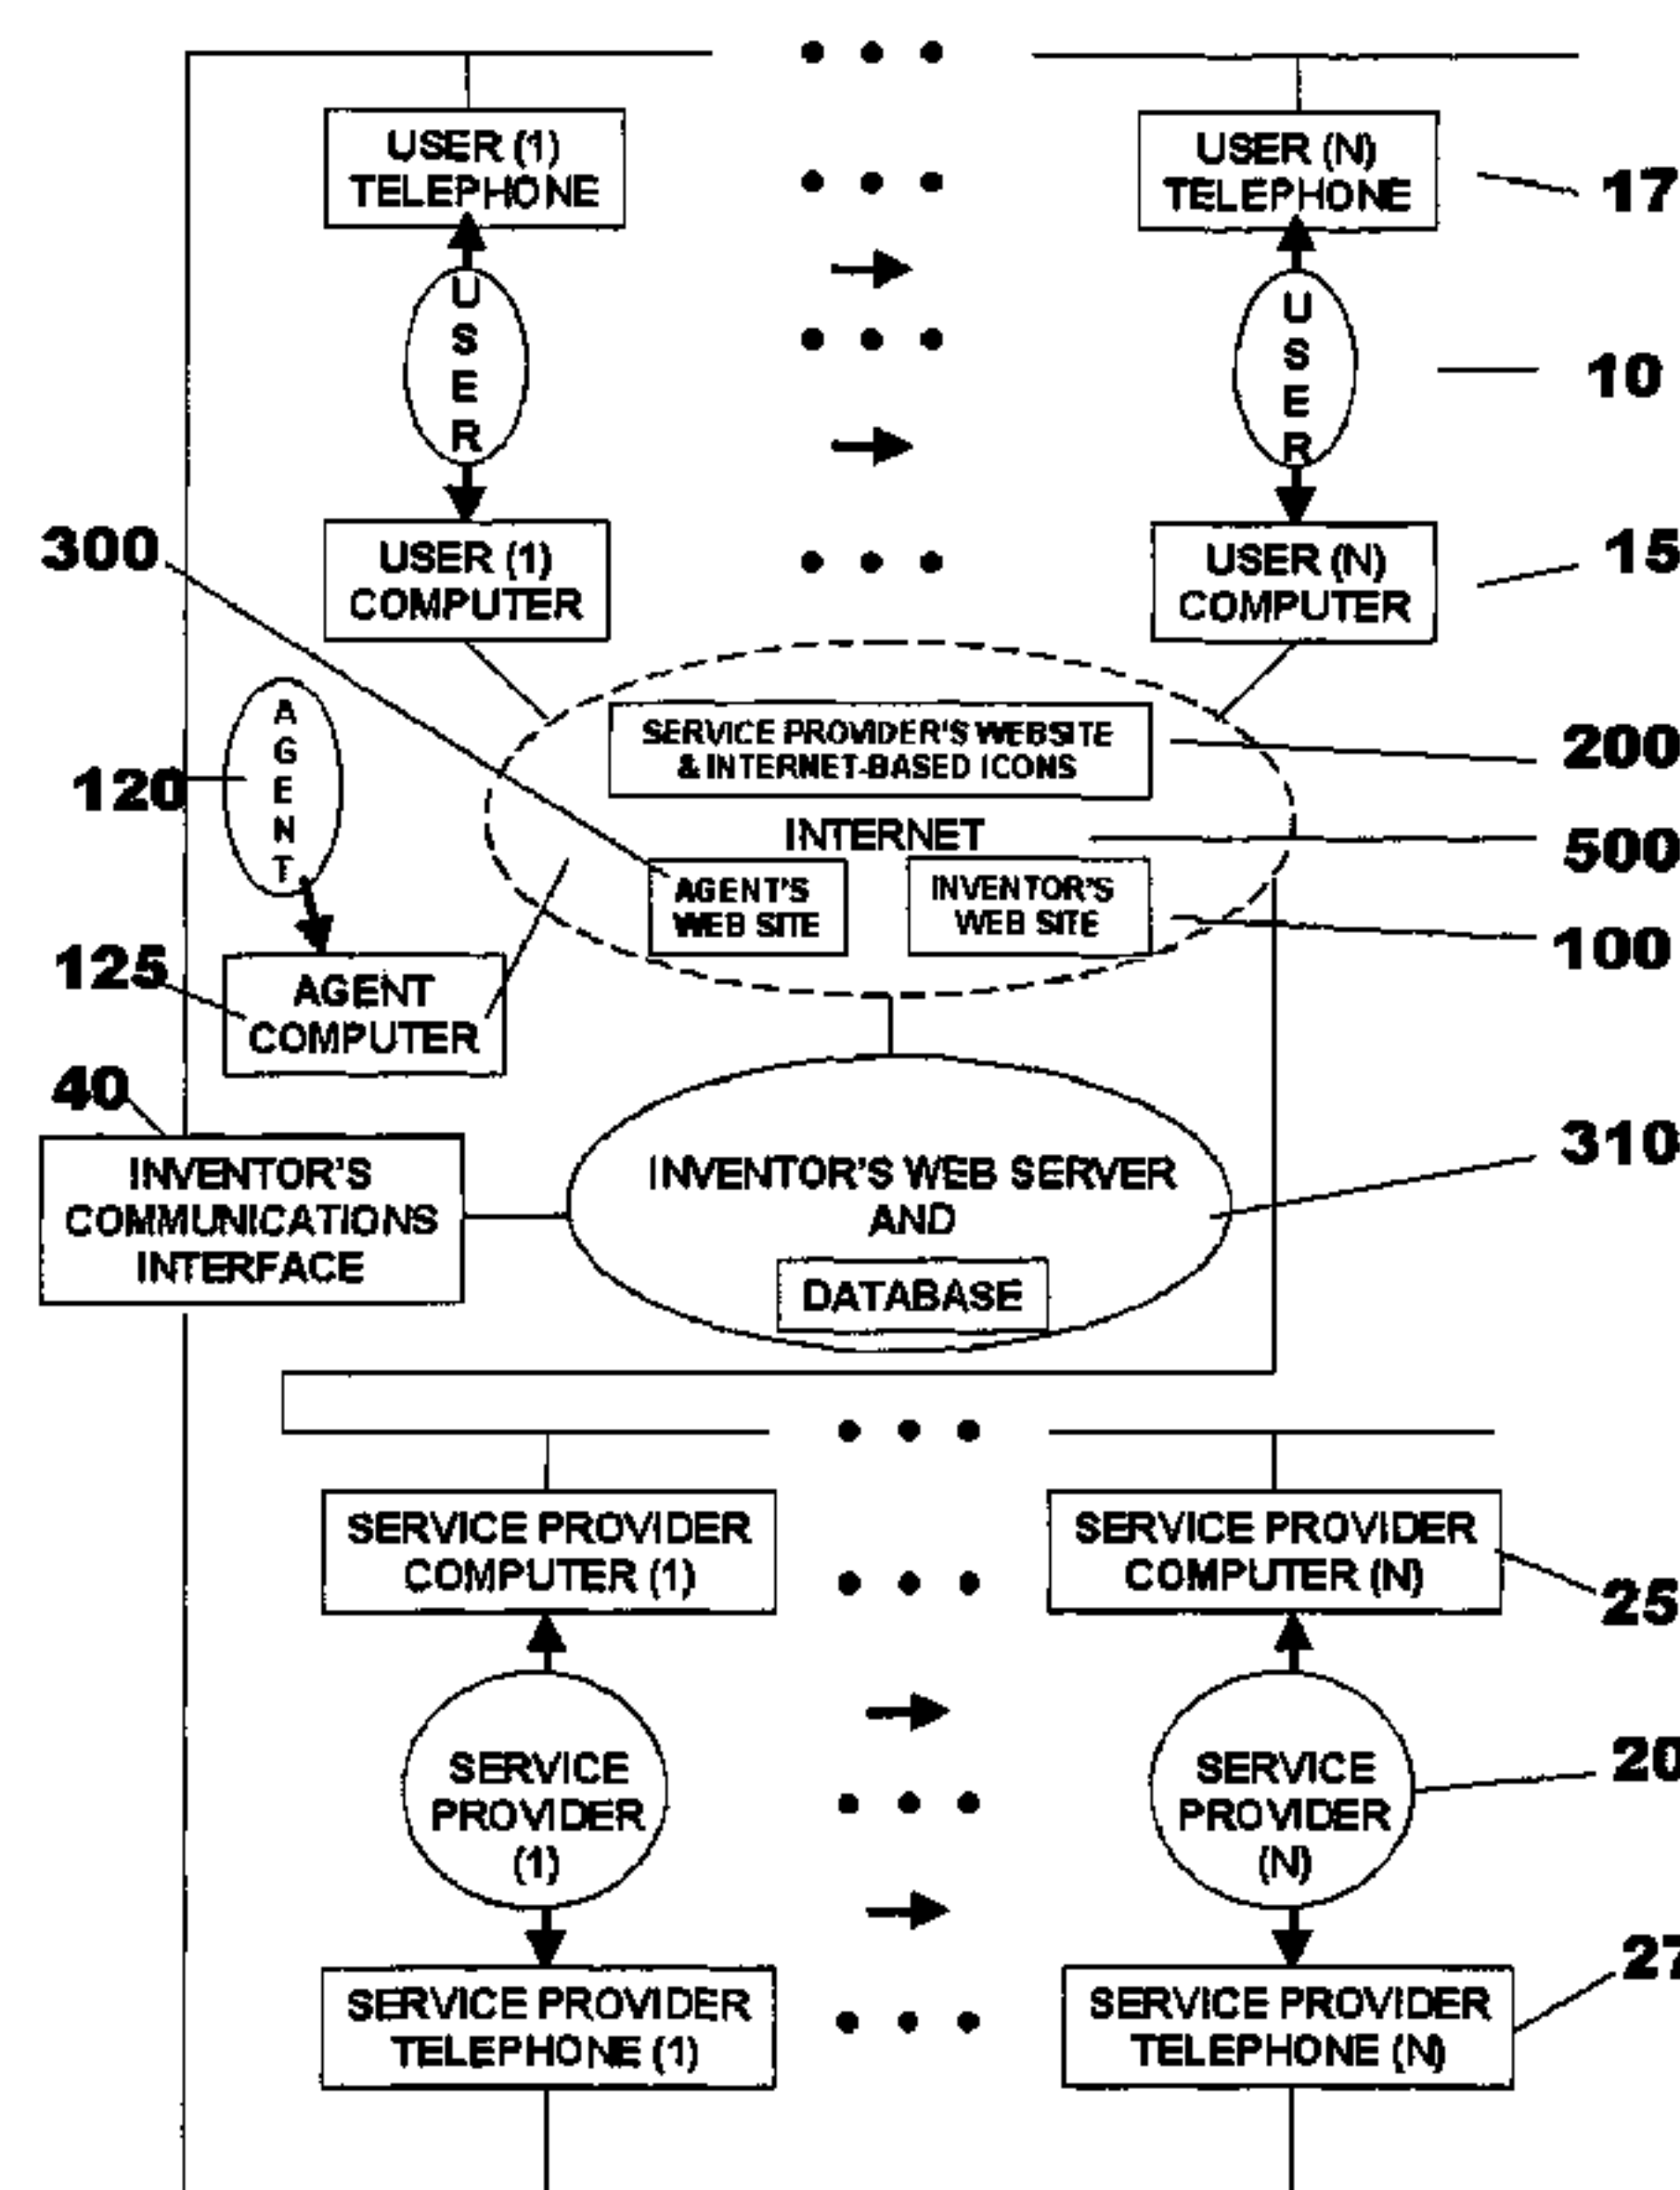 USER (1)
TELEPHONE
USER (N)
TELEPHONE
17
USER
USER
10
300
USER (1)
COMPUTER
USER (N)
COMPUTER
15
AGENT
120
SERVICE PROVIDER'S WEBSITE
& INTERNET-BASED ICONS
200
INTERNET
500
AGENT'S
WEB SITE
INVENTOR'S
WEB SITE
100
125
AGENT
COMPUTER
40
INVENTOR'S
COMMUNICATIONS
INTERFACE
INVENTOR'S WEB SERVER
AND
DATABASE
310
SERVICE PROVIDER
COMPUTER (1)
SERVICE PROVIDER
COMPUTER (N)
25
SERVICE
PROVIDER
(1)
SERVICE
PROVIDER
(N)
20
SERVICE PROVIDER
TELEPHONE (1)
SERVICE PROVIDER
TELEPHONE (N)
27